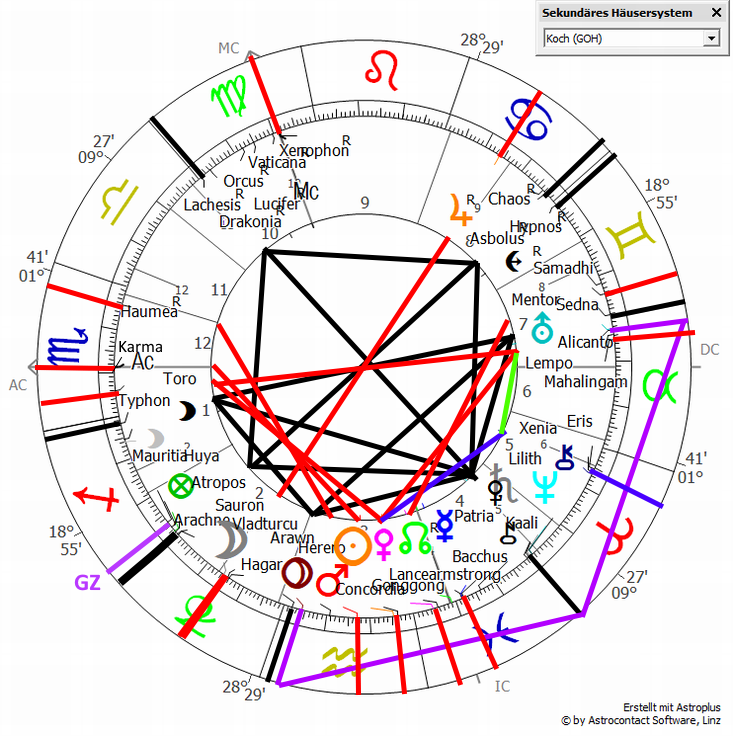 Sekundäres Häusersystem
Koch (GOH)
MC
28°
29'
27'
09°
Xenophon
R
Vaticana
R
Orcus
R
Lachesis
Lucifer
R
Drakonia
Mc
10
9
11
12
R
41'
01°
Haumea
Karma
Ac
AC
Toro
Typhon
1
Mauritia
Huya
2
Atropos
Sauron
Arachne
Vladturcu
Arawn
Herero
Hagar
Concordia
Gonggong
Lancearmstrong
Bacchus
Patria
R
4
5
Kaali
Lilith
6
Xenia
Eris
Mahalingam
Lempo
Alicanto
7
Mentor
Sedna
8
Samadhi
R
Hypnos
R
Asbolus
Chaos
R
9
R
18°
55'
DC
41'
01°
27'
09°
IC
28°
29'
18°
55'
GZ
Erstellt mit Astroplus
© by Astrocontact Software, Linz